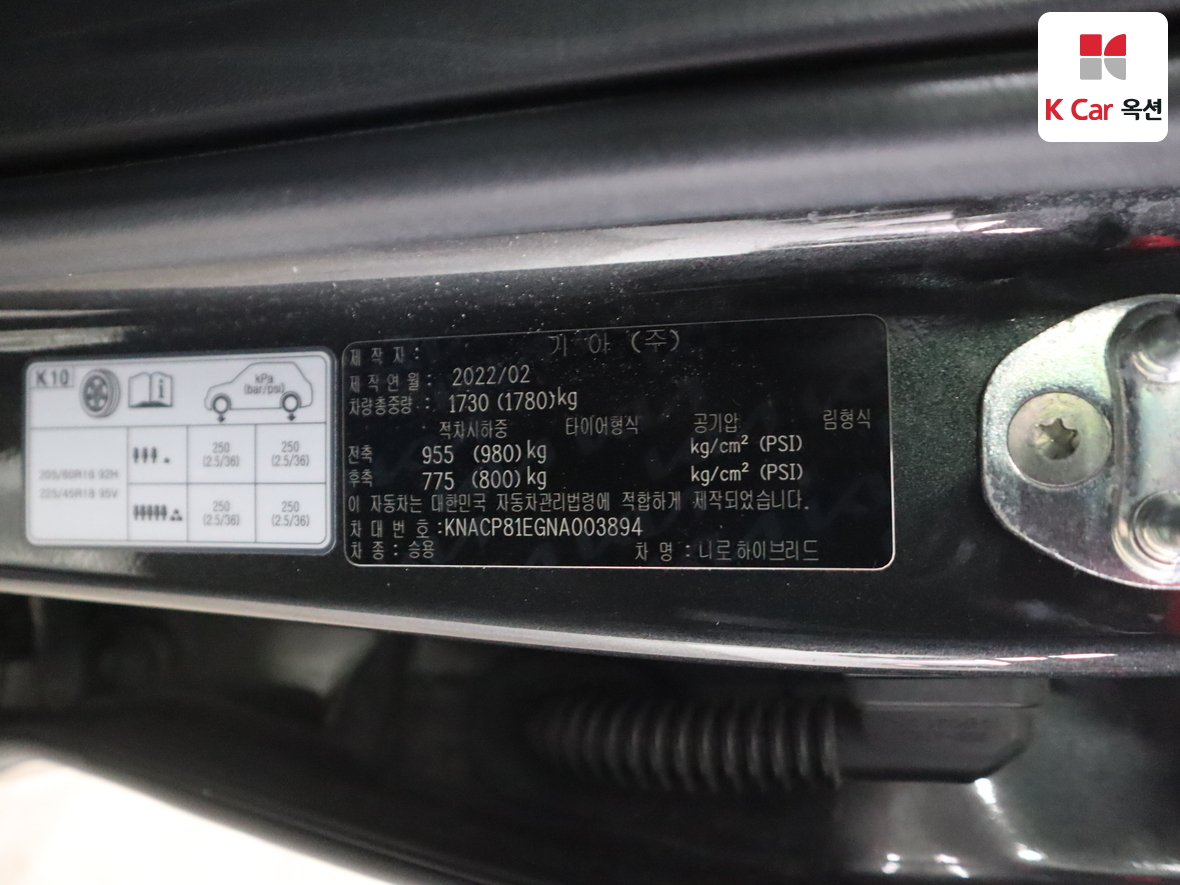 K Car 옥션
K10
kPa
(bar/psi)
205/60R16 92H
225/45R18 95V
250
(2.5/36)
250
(2.5/36)
250
(2.5/36)
250
(2.5/36)
제 작 자 : 기 아 (주)
제 작 연 월 : 2022/02
차량총중량 : 1730 (1780)kg
적차시하중 타이어형식 공기압 림형식
전축 955 (980)kg kg/cm² (PSI)
후축 775 (800)kg kg/cm² (PSI)
이 자동차는 대한민국 자동차관리법령에 적합하게 제작되었습니다.
차 대 번 호 :KNACP81EGNA003894
차 종 : 승용 차 명 : 니로하이브리드